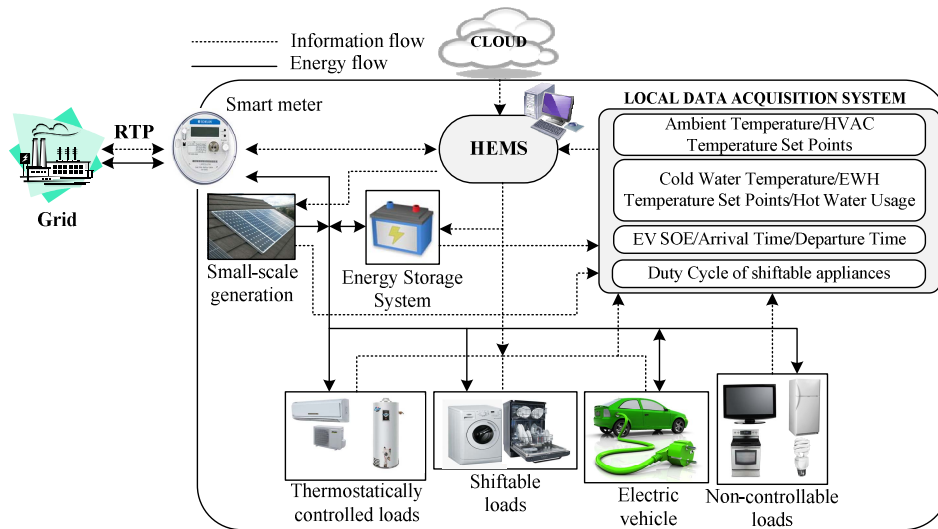 Information flow
Energy flow
CLOUD
Smart meter
LOCAL DATA ACQUISITION SYSTEM
RTP
Grid
HEMS
Ambient Temperature/HVAC
Temperature Set Points
Cold Water Temperature/EWH
Temperature Set Points/Hot Water Usage
EV SOE/Arrival Time/Departure Time
Duty Cycle of shiftable appliances
Small-scale
generation
Energy Storage
System
Thermostatically
controlled loads
Shiftable
loads
Electric
vehicle
Non-controllable
loads